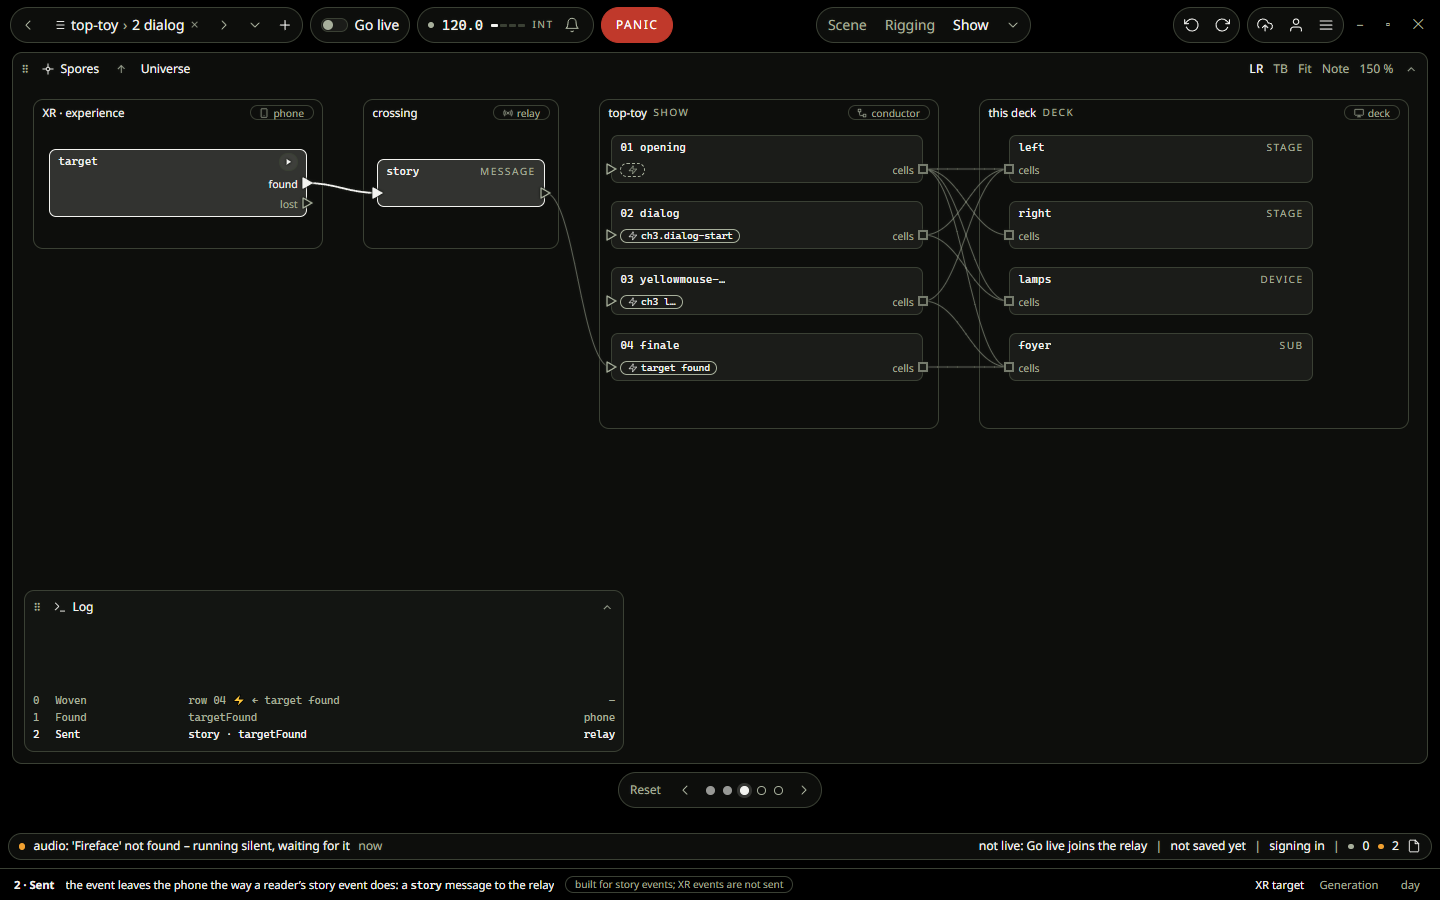 top-toy › 2 dialog × Go live 120.0 INT PANIC Scene Rigging Show
Spores ↑ Universe LR TB Fit Note 150 %
XR · experience phone
crossing relay
top-toy SHOW conductor
this deck DECK deck
target
found
lost
story MESSAGE
01 opening
cells
02 dialog
ch3.dialog-start cells
03 yellowmouse-…
ch3 l… cells
04 finale
target found cells
left STAGE
cells
right STAGE
cells
lamps DEVICE
cells
foyer SUB
cells
>_ Log
0 Woven row 04 ⚡ ← target found –
1 Found targetFound phone
2 Sent story · targetFound relay
Reset
audio: 'Fireface' not found – running silent, waiting for it now not live: Go live joins the relay | not saved yet | signing in | 0 2
2 · Sent the event leaves the phone the way a reader's story event does: a story message to the relay built for story events; XR events are not sent XR target Generation day